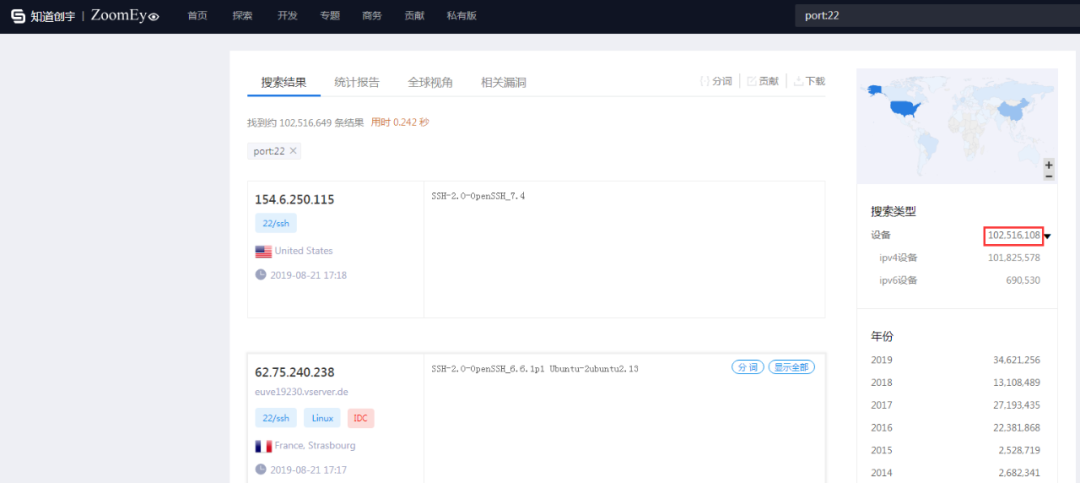 知道创宇 | ZoomEye
首页 探索 开发 专题 商务 贡献 私有版
port:22
搜索结果 统计报告 全球视角 相关漏洞
分词 贡献 下载
找到约 102,516,649 条结果 用时 0.242 秒
port:22 ×
154.6.250.115
22/ssh
United States
2019-08-21 17:18
SSH-2.0-OpenSSH_7.4
62.75.240.238
euve19230.vserver.de
22/ssh Linux IDC
France, Strasbourg
2019-08-21 17:17
SSH-2.0-OpenSSH_6.6.1p1 Ubuntu-2ubuntu2.13
分词 显示全部
+
−
搜索类型
设备 102,516,108
ipv4设备 101,825,578
ipv6设备 690,530
年份
2019 34,621,256
2018 13,108,489
2017 27,193,435
2016 22,381,868
2015 2,528,719
2014 2,682,341